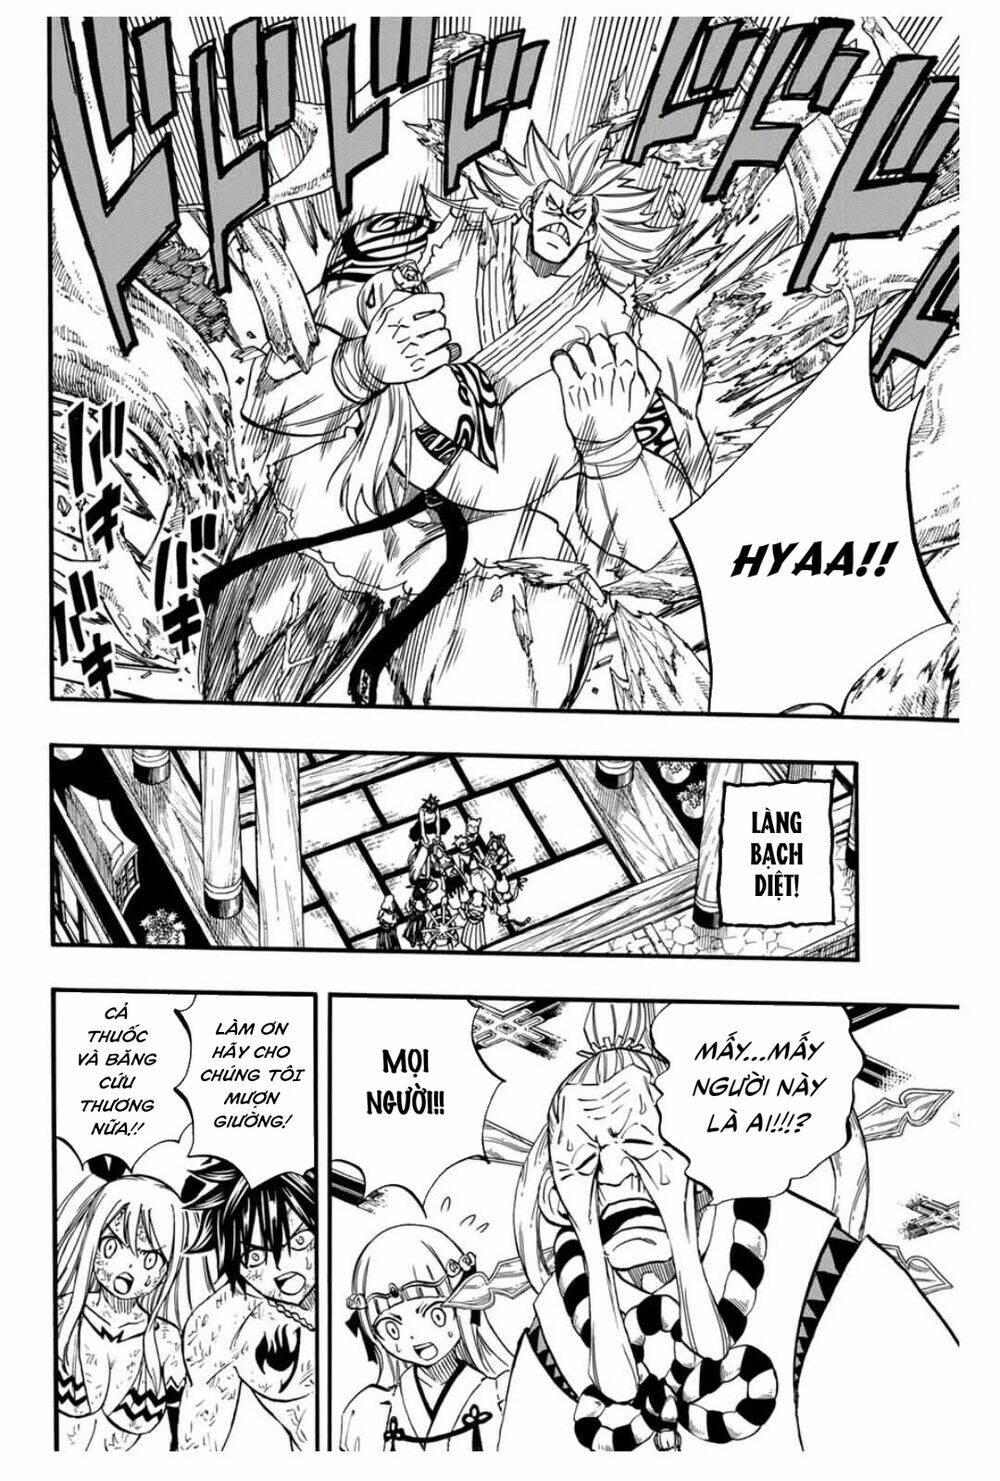 ドドドドドドド
HYAA!!
バキバキバキ
LÀNG
BẠCH
DIỆT!
MẤY...MẤY
NGƯỜI NÀY
LÀ AI!!!?
MỌI
NGƯỜI!!
LÀM ƠN
HÃY CHO
CHÚNG TÔI
MƯỢN
GIƯỜNG!
CẢ
THUỐC
VÀ BĂNG
CỨU
THƯƠNG
NỮA!!